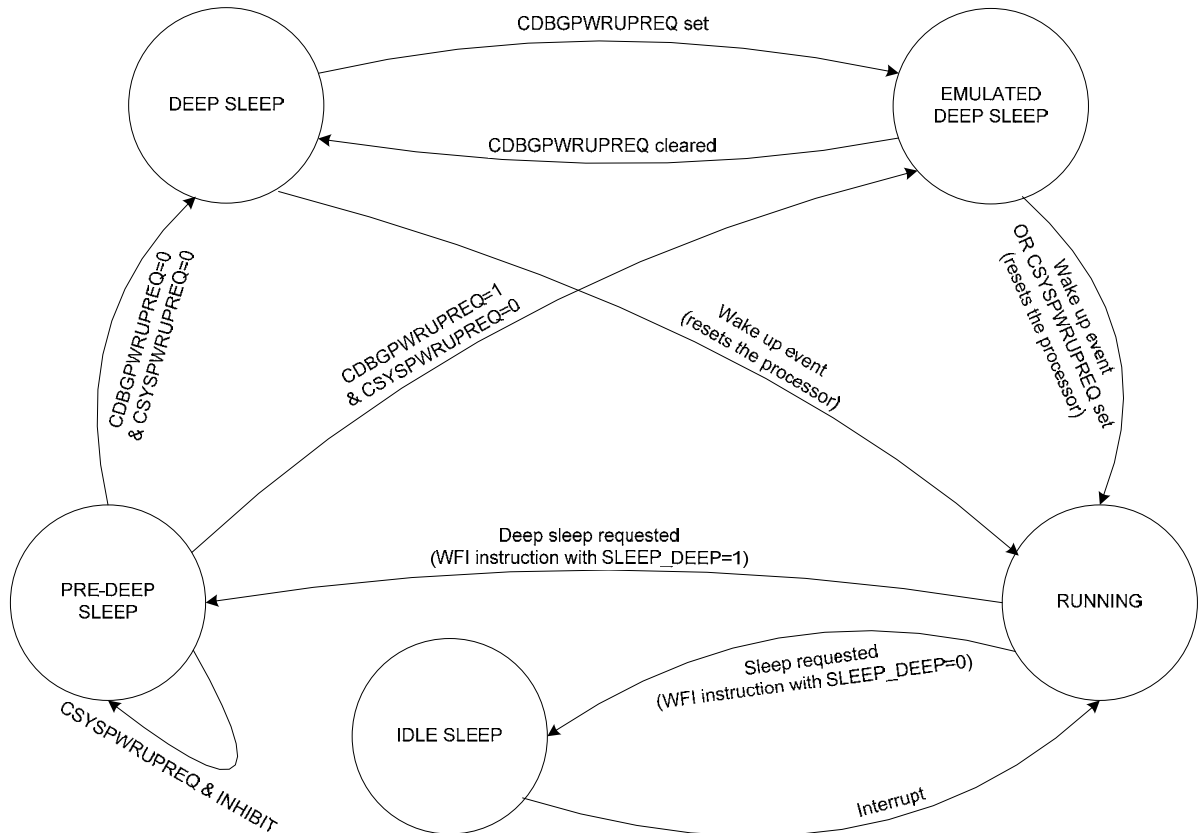 CDBGPWRUPREQ set
DEEP SLEEP
EMULATED
DEEP SLEEP
CDBGPWRUPREQ cleared
CDBGPWRUPREQ=0
& CSYSPWRUPREQ=0
CDBGPWRUPREQ=1
& CSYSPWRUPREQ=0
Wake up event
(resets the processor)
Wake up event
OR CSYSPWRUPREQ set
(resets the processor)
Deep sleep requested
(WFI instruction with SLEEP_DEEP=1)
PRE-DEEP
SLEEP
RUNNING
Sleep requested
(WFI instruction with SLEEP_DEEP=0)
CSYSPWRUPREQ & INHIBIT
IDLE SLEEP
Interrupt